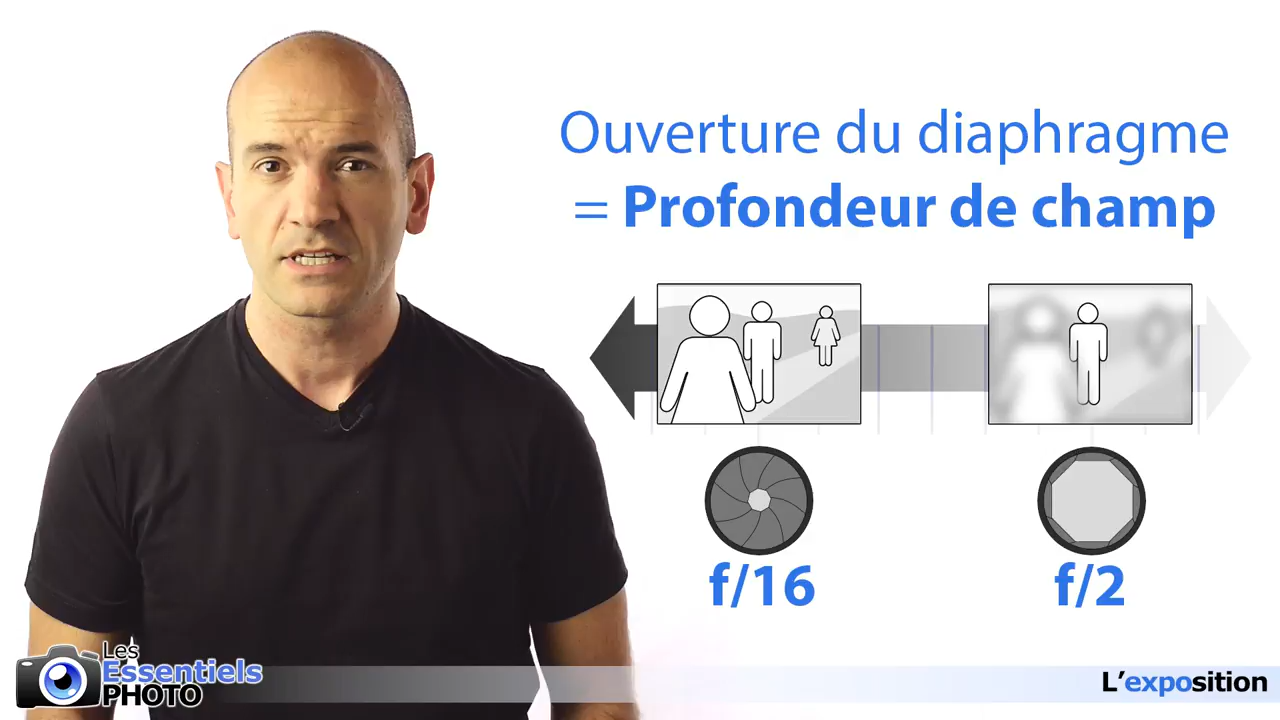 Ouverture du diaphragme
= Profondeur de champ
f/16
f/2
Les
Essentiels
PHOTO
L'exposition